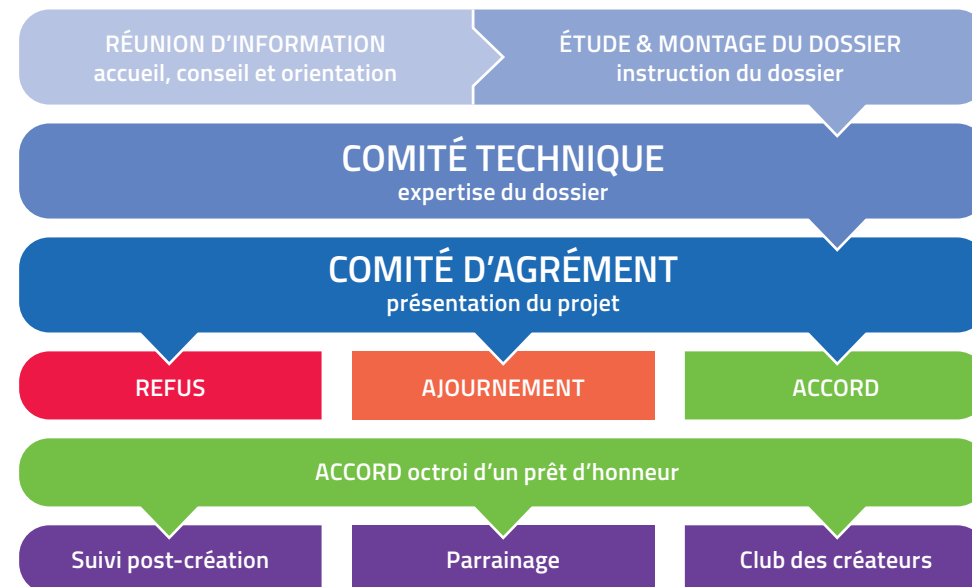 RÉUNION D'INFORMATION
accueil, conseil et orientation
ÉTUDE & MONTAGE DU DOSSIER
instruction du dossier
COMITÉ TECHNIQUE
expertise du dossier
COMITÉ D'AGRÉMENT
présentation du projet
REFUS
AJOURNEMENT
ACCORD
ACCORD octroi d'un prêt d'honneur
Suivi post-création
Parrainage
Club des créateurs